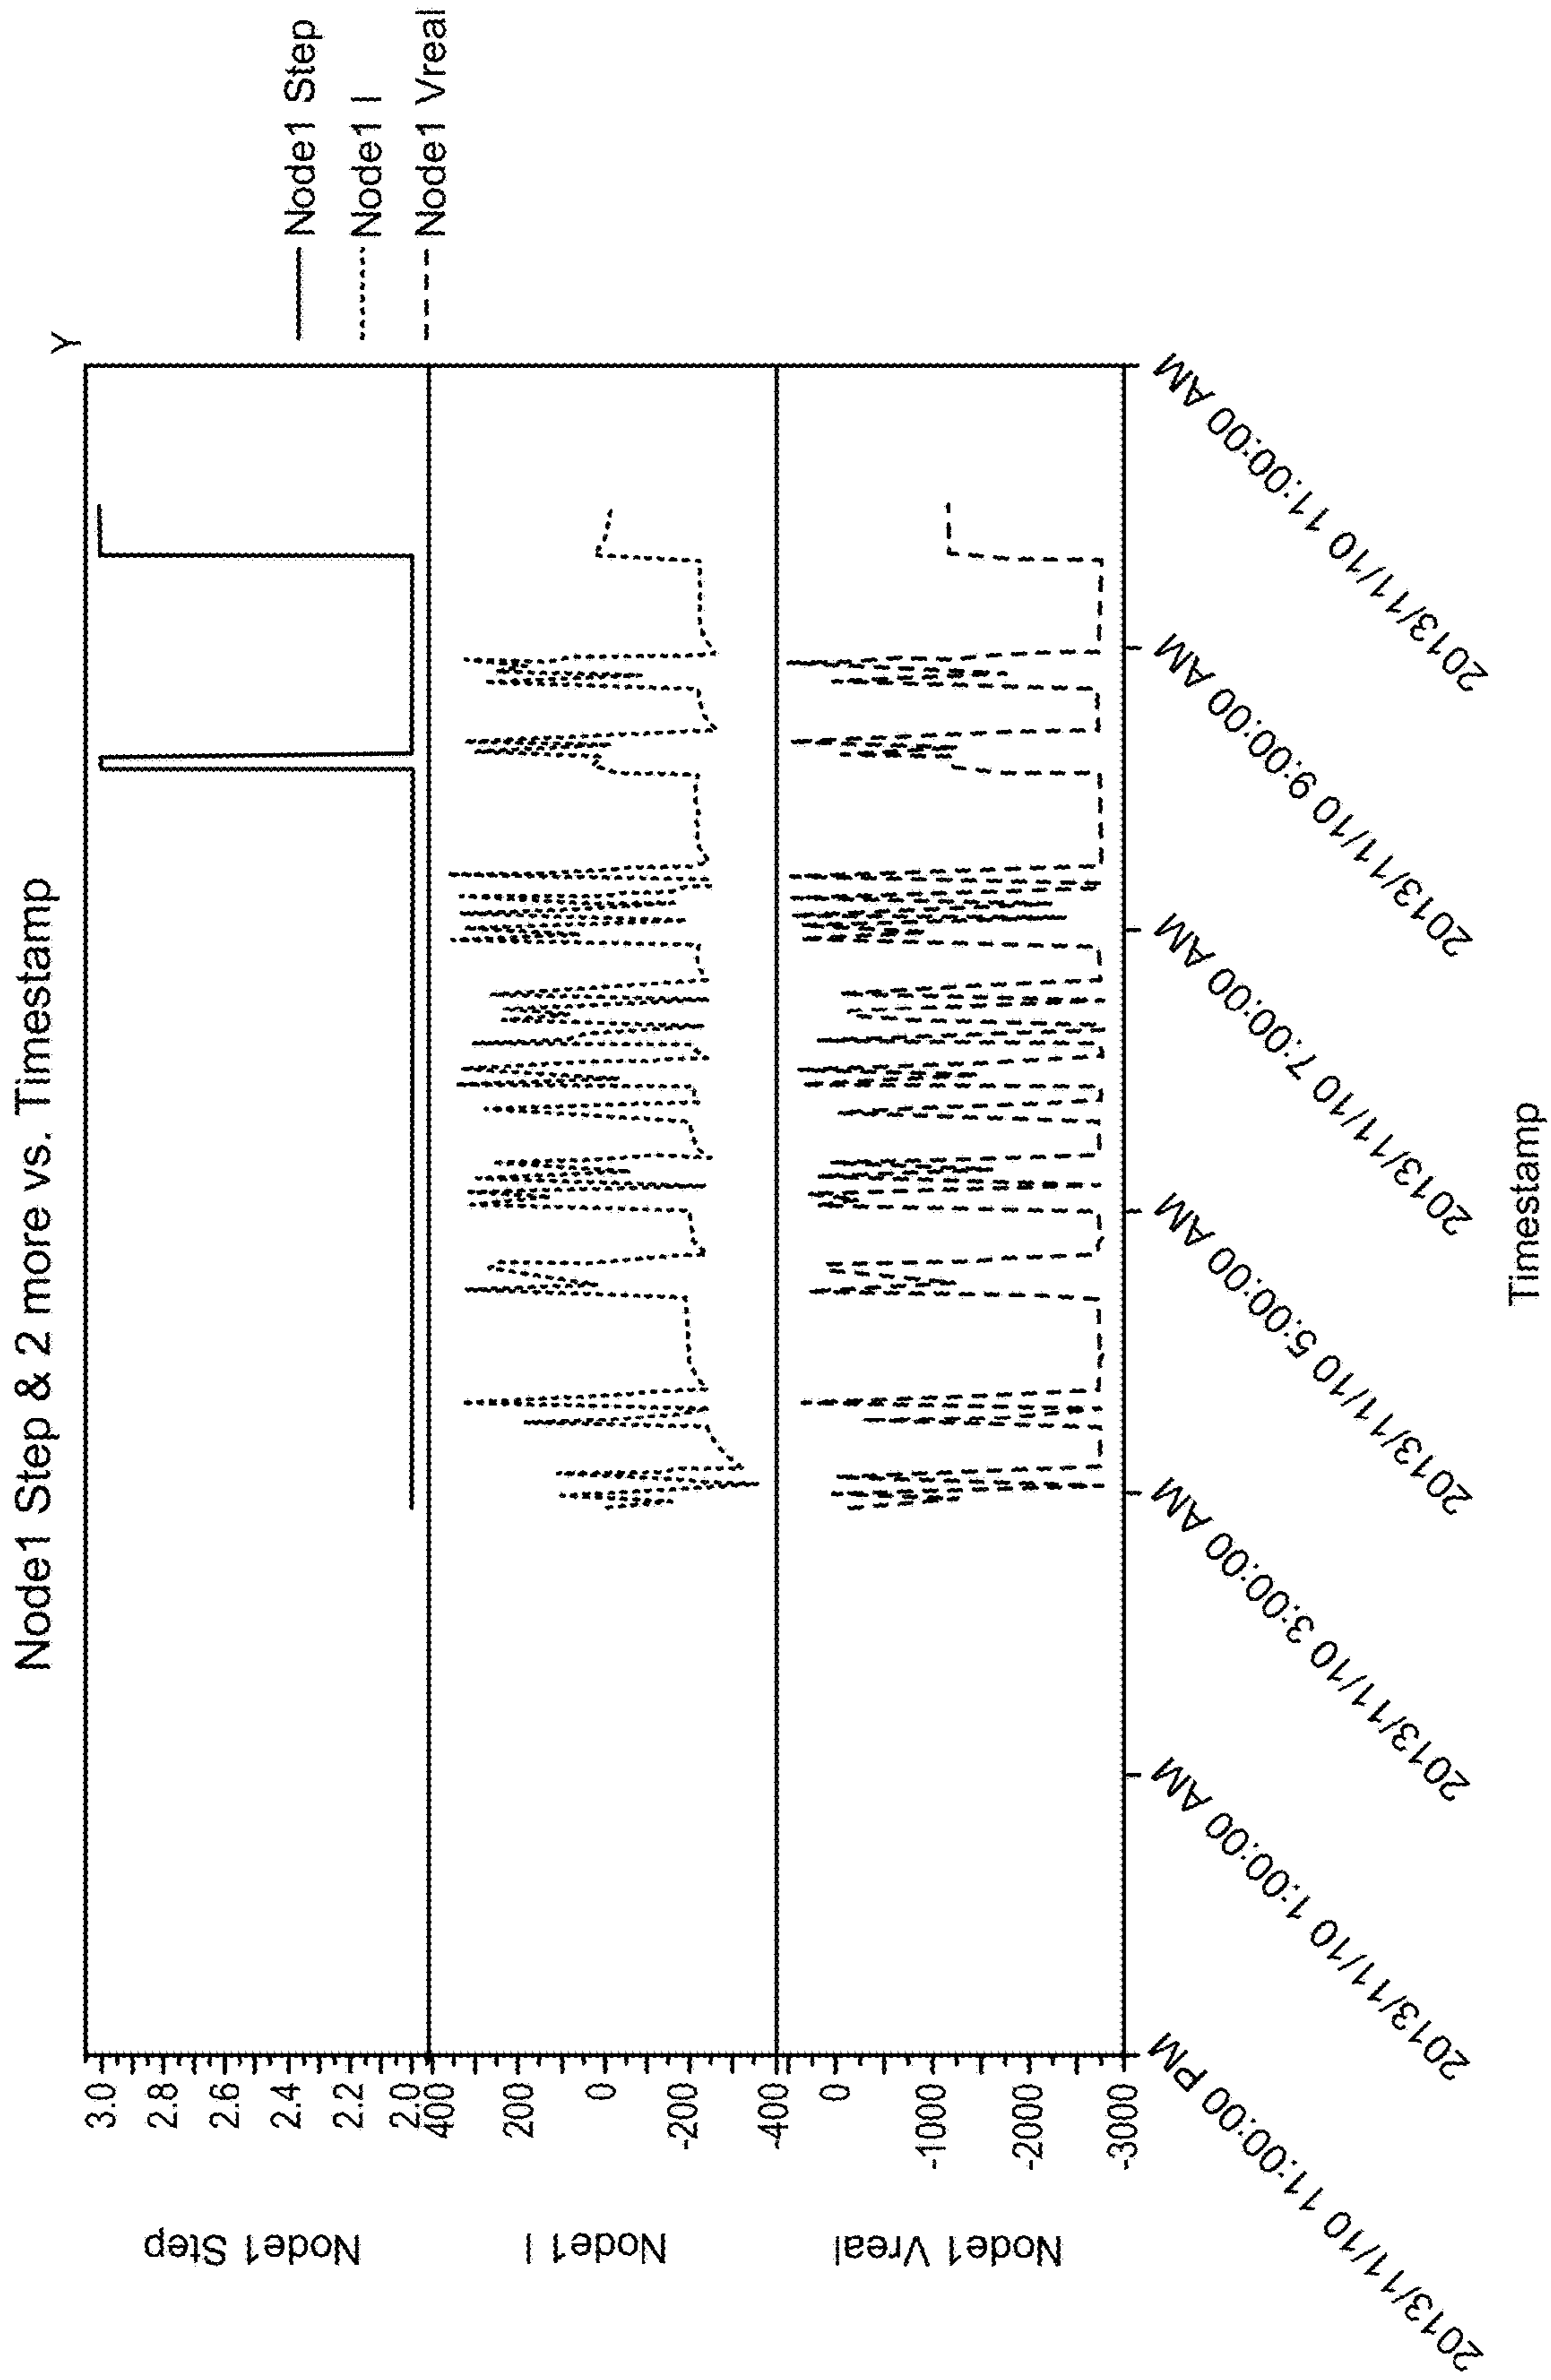 Node1 Step & 2 more vs. Timestamp
Y
Node1 Step
Node1 I
Node1 Vreal
Node1 Step
3.0
2.8
2.6
2.4
2.2
2.0
Node1 I
400
200
0
-200
-400
Node1 Vreal
0
-1000
-2000
-3000
2013/11/10 11:00:00 PM
2013/11/10 1:00:00 AM
2013/11/10 3:00:00 AM
2013/11/10 5:00:00 AM
2013/11/10 7:00:00 AM
2013/11/10 9:00:00 AM
2013/11/10 11:00:00 AM
Timestamp